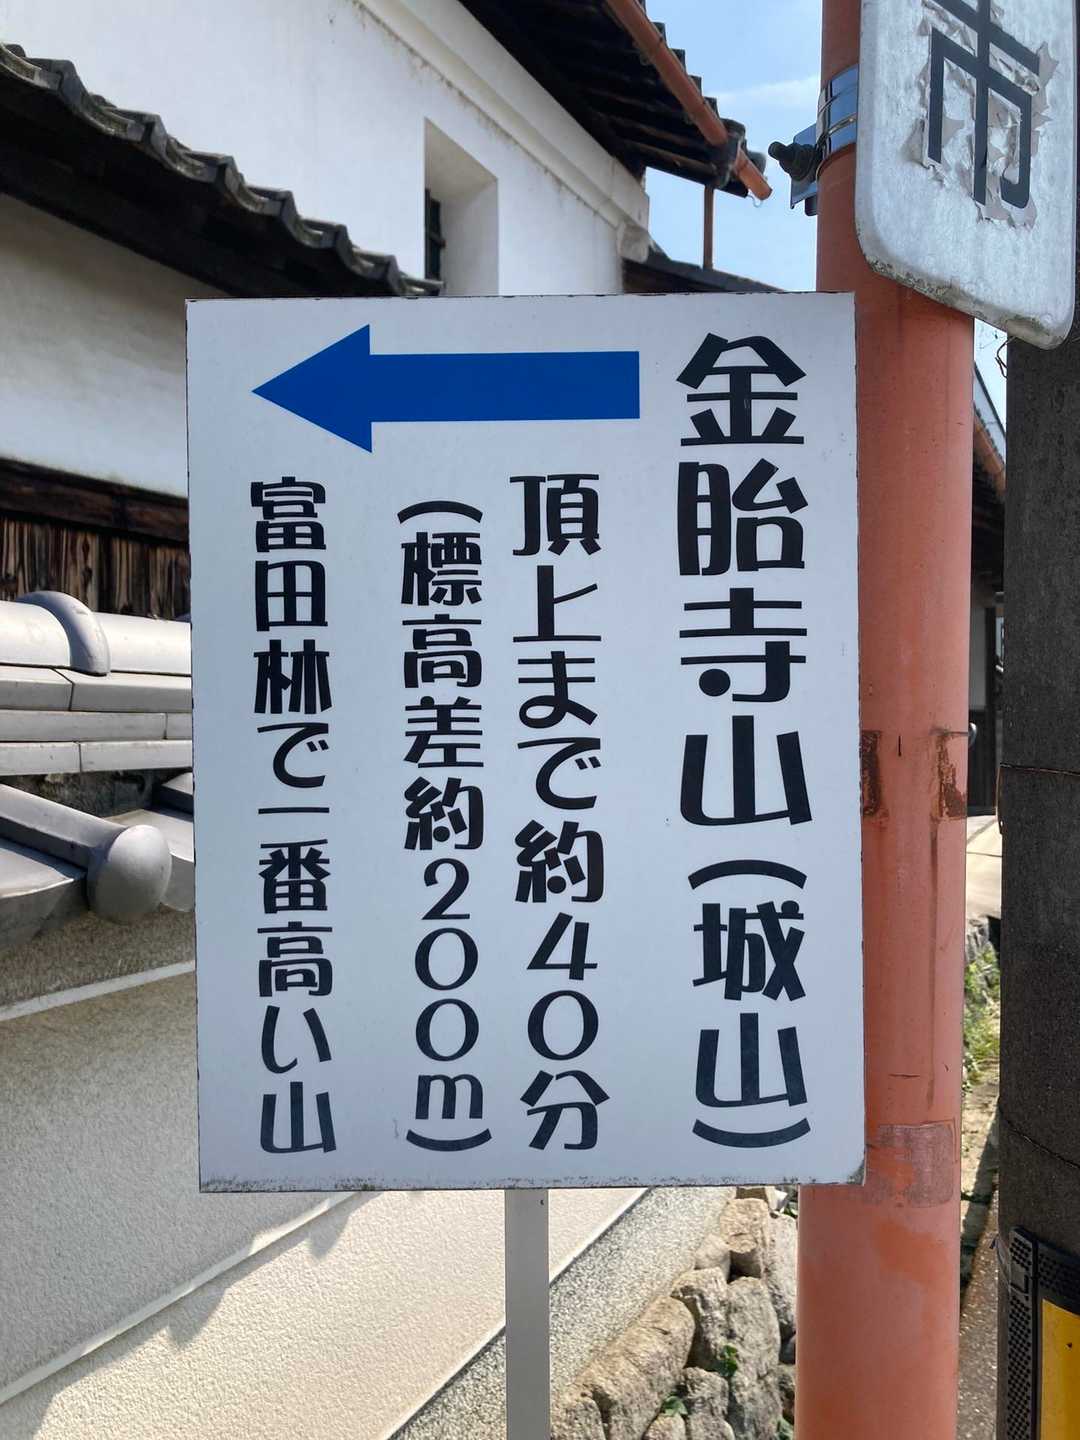 金胎寺山(城山)
頂上まで約40分
(標高差約200m)
富田林で一番高い山
市